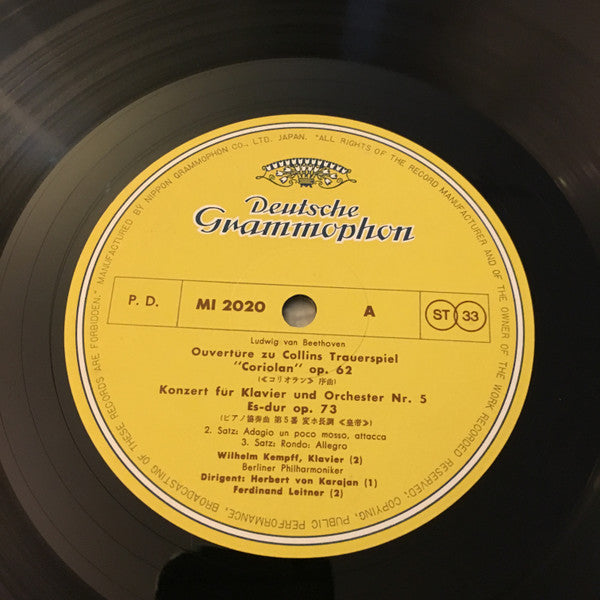 "MANUFACTURED BY NIPPON GRAMMOPHON CO., LTD. JAPAN. "ALL RIGHTS OF THE RECORD MANUFACTURER AND OF THE OWNER OF THE WORK RECORDED RESERVED: COPYING, PUBLIC PERFORMANCE, BROADCASTING OF THESE RECORDS ARE FORBIDDEN."
Deutsche
Grammophon
P. D. MI 2020 A ST 33
Ludwig van Beethoven
Ouvertüre zu Collins Trauerspiel
"Coriolan" op. 62
(≪コリオラン≫ 序曲)
Konzert für Klavier und Orchester Nr. 5
Es-dur op. 73
(ピアノ協奏曲 第5番 変ホ長調 ≪皇帝≫)
2. Satz: Adagio un poco mosso, attacca
3. Satz: Rondo: Allegro
Wilhelm Kempff, Klavier (2)
Berliner Philharmoniker
Dirigent: Herbert von Karajan (1)
Ferdinand Leitner (2)